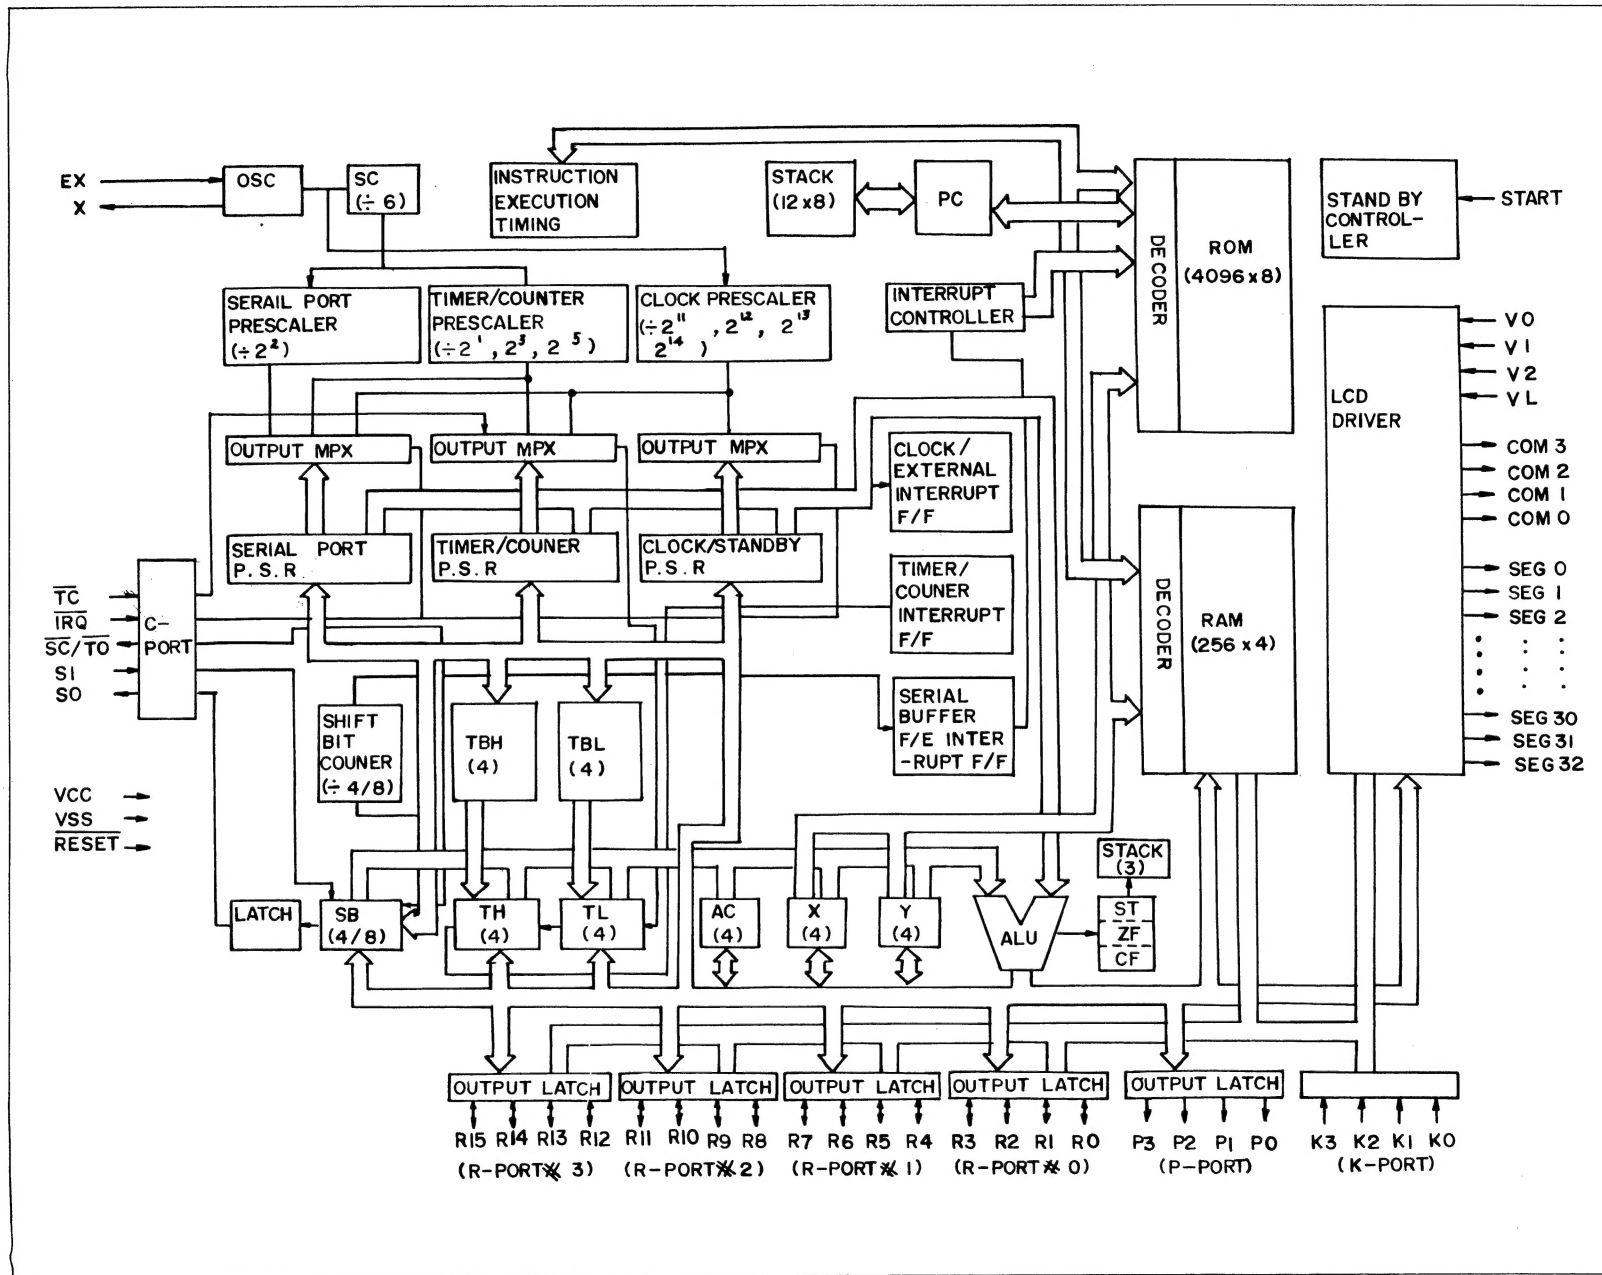 EX
X
OSC
SC
(÷ 6)
INSTRUCTION
EXECUTION
TIMING
STACK
(12 x 8)
PC
DECODER
ROM
(4096 x 8)
STAND BY
CONTROL-
LER
START
SERAIL PORT
PRESCALER
(÷ 2²)
TIMER/COUNTER
PRESCALER
(÷ 2¹, 2³, 2⁵)
CLOCK PRESCALER
(÷ 2¹¹, 2¹², 2¹³
2¹⁴)
INTERRUPT
CONTROLLER
LCD
DRIVER
V0
V1
V2
VL
COM 3
COM 2
COM 1
COM 0
SEG 0
SEG 1
SEG 2
SEG 30
SEG 31
SEG 32
OUTPUT MPX
OUTPUT MPX
OUTPUT MPX
CLOCK/
EXTERNAL
INTERRUPT
F/F
SERIAL PORT
P. S. R
TIMER/COUNER
P. S. R
CLOCK/STANDBY
P. S. R
TIMER/
COUNER
INTERRUPT
F/F
DECODER
RAM
(256 x 4)
T̅C̅
I̅R̅Q̅
S̅C̅/T̅O̅
SI
SO
C-
PORT
SERIAL
BUFFER
F/E INTER
-RUPT F/F
SHIFT
BIT
COUNER
(÷ 4/8)
TBH
(4)
TBL
(4)
VCC
VSS
R̅E̅S̅E̅T̅
STACK
(3)
LATCH
SB
(4/8)
TH
(4)
TL
(4)
AC
(4)
X
(4)
Y
(4)
ALU
ST
ZF
CF
OUTPUT LATCH
OUTPUT LATCH
OUTPUT LATCH
OUTPUT LATCH
OUTPUT LATCH
R15 R14 R13 R12
(R-PORT# 3)
R11 R10 R9 R8
(R-PORT# 2)
R7 R6 R5 R4
(R-PORT# 1)
R3 R2 R1 R0
(R-PORT# 0)
P3 P2 P1 P0
(P-PORT)
K3 K2 K1 K0
(K-PORT)